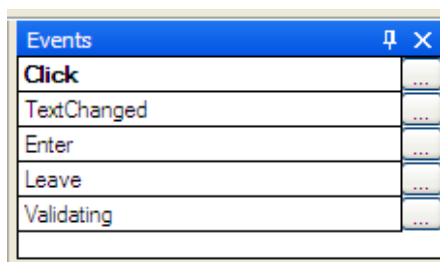 Events
Click ...
TextChanged ...
Enter ...
Leave ...
Validating ...